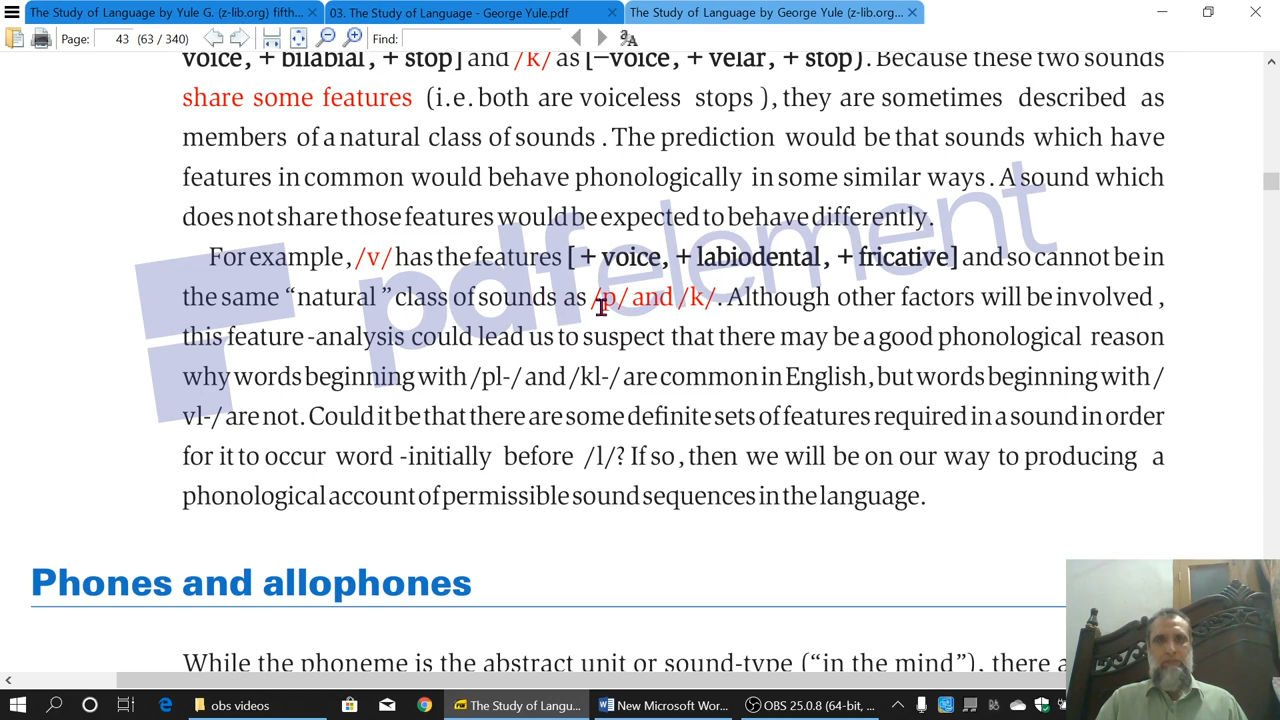 The Study of Language by Yule G. (z-lib.org) fifth...
03. The Study of Language - George Yule.pdf
The Study of Language by George Yule (z-lib.org...
Page: 43 (63 / 340) Find:
voice, + bilabial, + stop] and /k/ as [−voice, + velar, + stop). Because these two sounds
share some features (i.e. both are voiceless stops ), they are sometimes described as
members of a natural class of sounds . The prediction would be that sounds which have
features in common would behave phonologically in some similar ways . A sound which
does not share those features would be expected to behave differently.
For example, /v/ has the features [ + voice, + labiodental, + fricative] and so cannot be in
the same “natural ” class of sounds as /p/ and /k/. Although other factors will be involved ,
this feature -analysis could lead us to suspect that there may be a good phonological reason
why words beginning with /pl-/ and /kl-/ are common in English, but words beginning with /
vl-/ are not. Could it be that there are some definite sets of features required in a sound in order
for it to occur word -initially before /l/? If so, then we will be on our way to producing a
phonological account of permissible sound sequences in the language.
pdfelement
Phones and allophones
While the phoneme is the abstract unit or sound-type (“in the mind”), there a
obs videos
The Study of Langu...
New Microsoft Wor...
OBS 25.0.8 (64-bit, ...